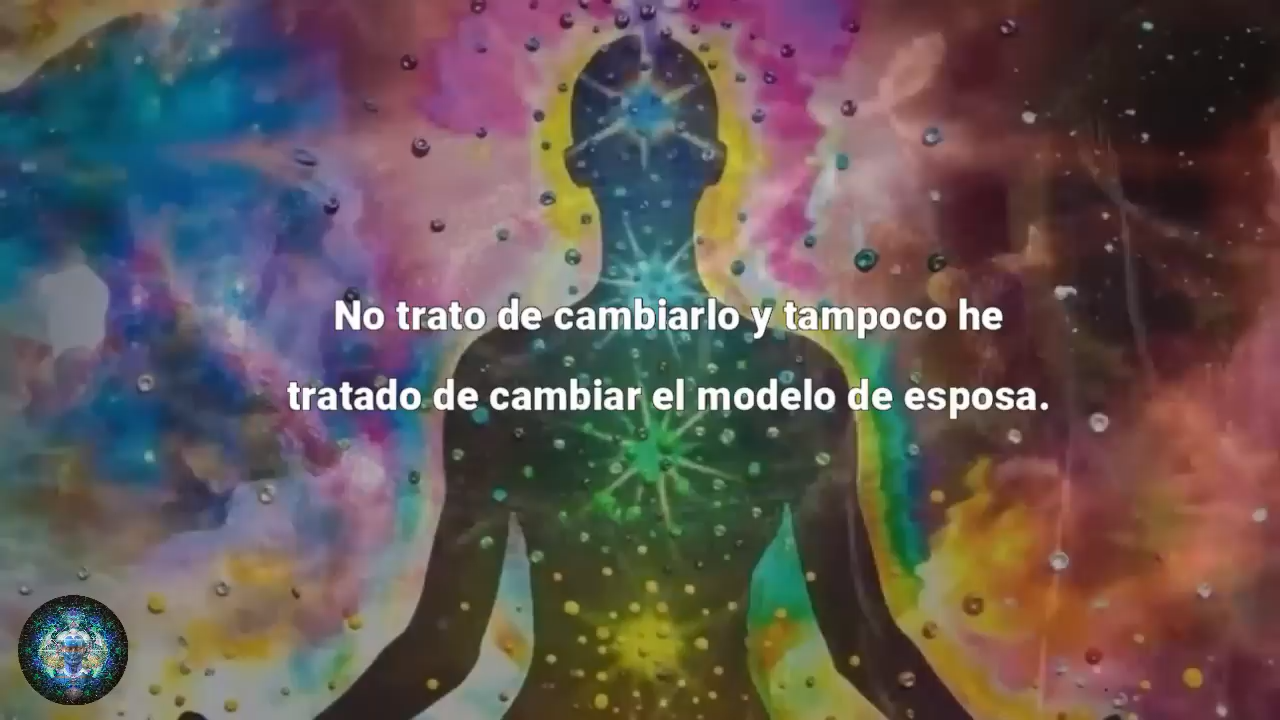 No trato de cambiarlo y tampoco he
tratado de cambiar el modelo de esposa.